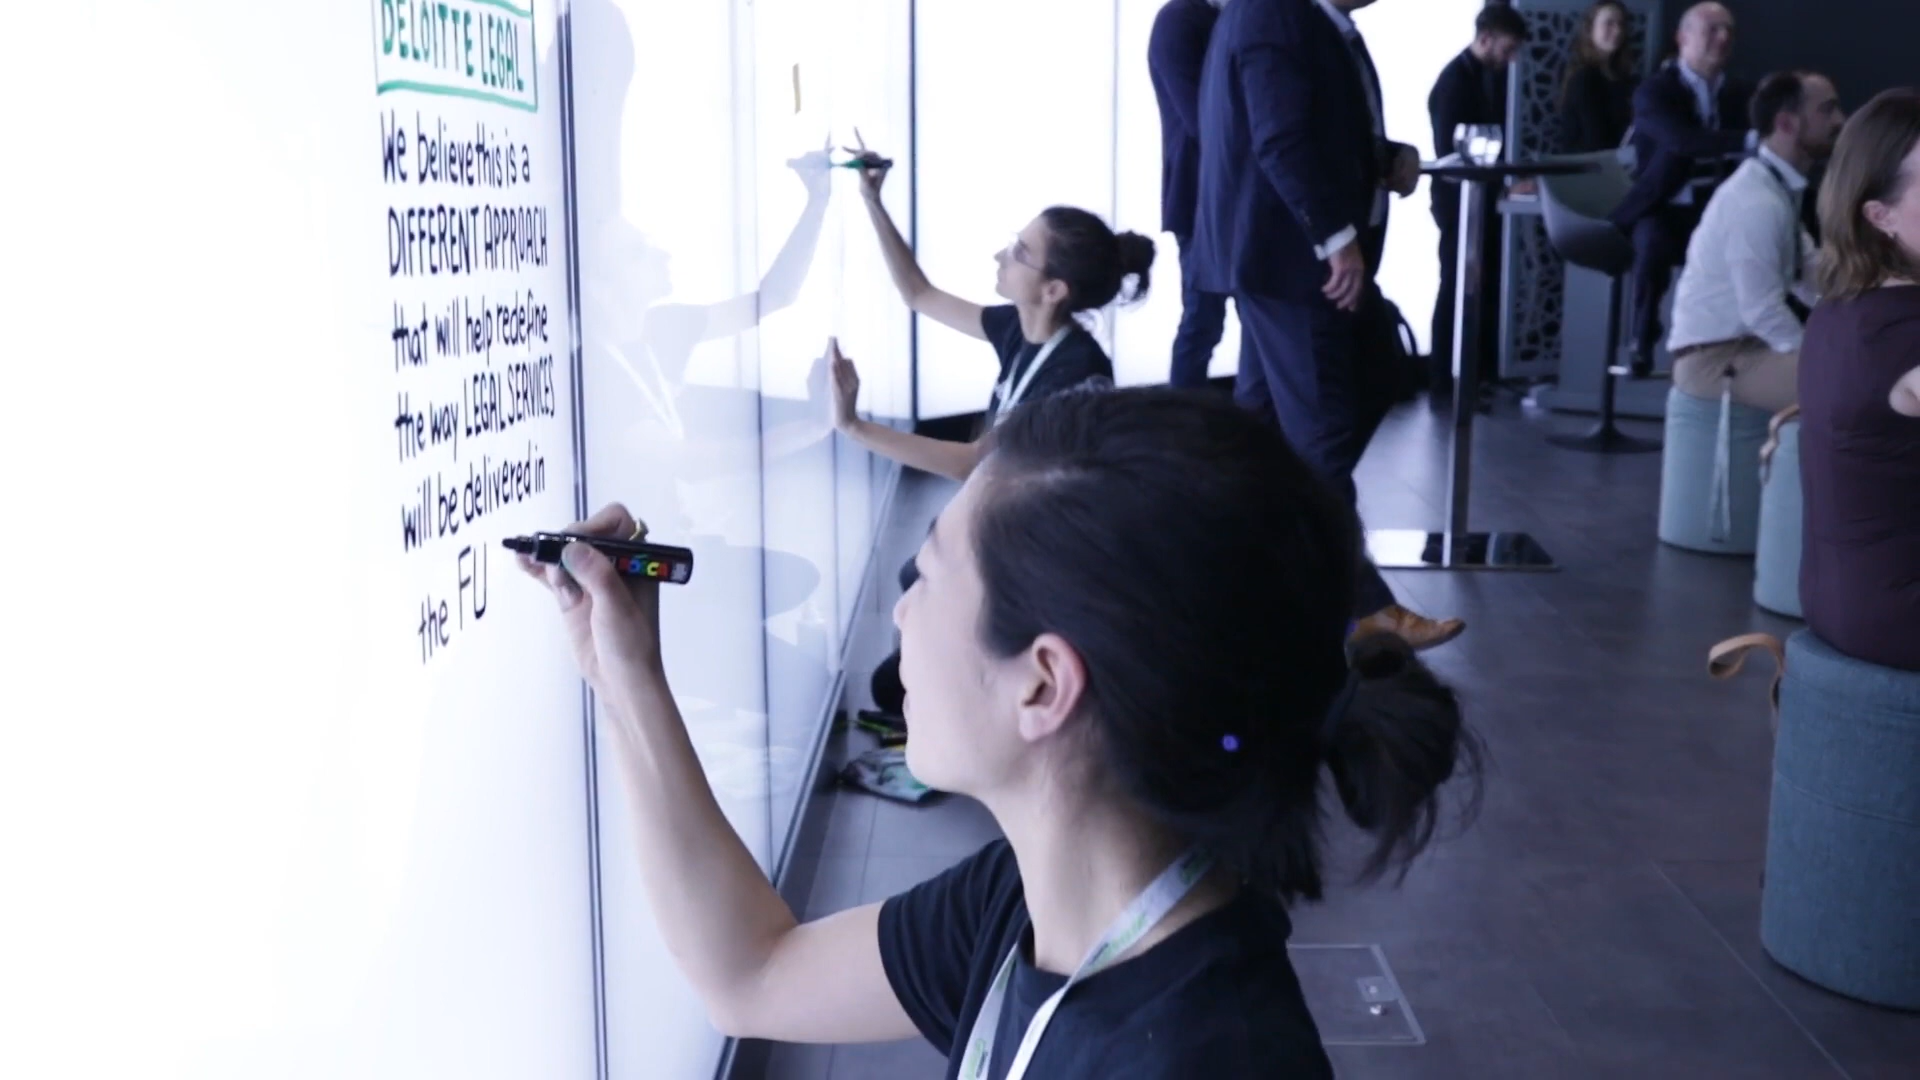 DELOITTE LEGAL
We believe this is a
DIFFERENT APPROACH
that will help redefine
the way LEGAL SERVICES
will be delivered in
the FU
POSCA